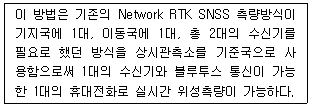 이 방법은 기존의 Network RTK SNSS 측량방식이
기지국에 1대, 이동국에 1대, 총 2대의 수신기를
필요로 했던 방식을 상시관측소를 기준국으로 사
용함으로써 1대의 수신기와 블루투스 통신이 가능
한 1대의 휴대전화로 실시간 위성측량이 가능하다.